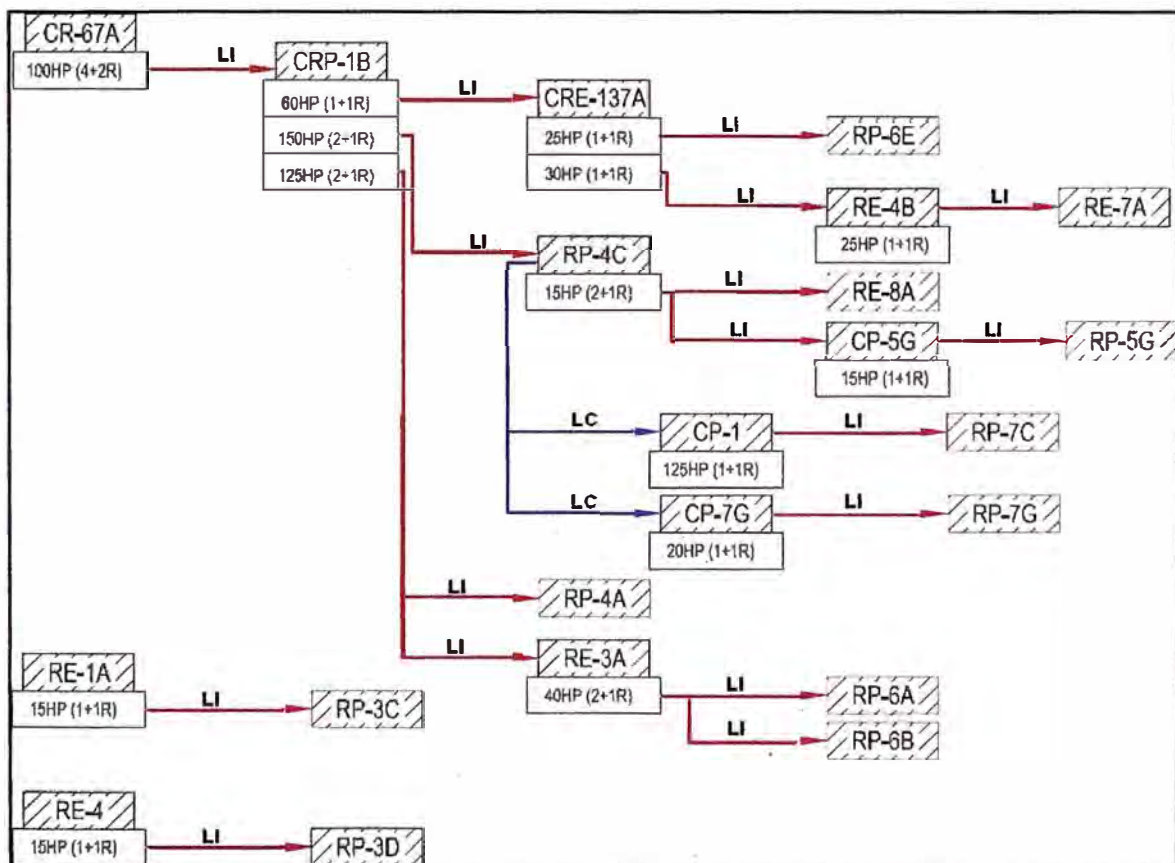 CR-67A
100HP (4+2R)
LI
CRP-1B
60HP (1+1R)
150HP (2+1R)
125HP (2+1R)
LI
CRE-137A
25HP (1+1R)
30HP (1+1R)
LI
RP-6E
LI
RE-4B
25HP (1+1R)
LI
RE-7A
LI
RP-4C
15HP (2+1R)
LI
RE-8A
LI
CP-5G
15HP (1+1R)
LI
RP-5G
LC
CP-1
125HP (1+1R)
LI
RP-7C
LC
CP-7G
20HP (1+1R)
LI
RP-7G
LI
RP-4A
LI
RE-3A
40HP (2+1R)
LI
RP-6A
LI
RP-6B
RE-1A
15HP (1+1R)
LI
RP-3C
RE-4
15HP (1+1R)
LI
RP-3D